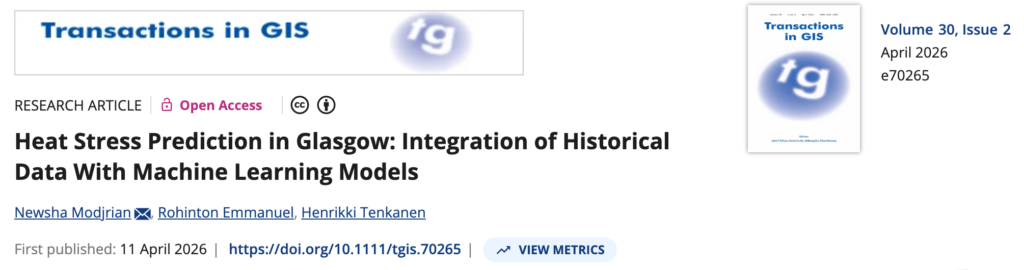 Transactions in GIS
tg
RESEARCH ARTICLE | Open Access | cc
Heat Stress Prediction in Glasgow: Integration of Historical
Data With Machine Learning Models
Newsha Modjrian, Rohinton Emmanuel, Henrikki Tenkanen
First published: 11 April 2026 | https://doi.org/10.1111/tgis.70265 | VIEW METRICS
Transactions
in GIS
tg
Volume 30, Issue 2
April 2026
e70265